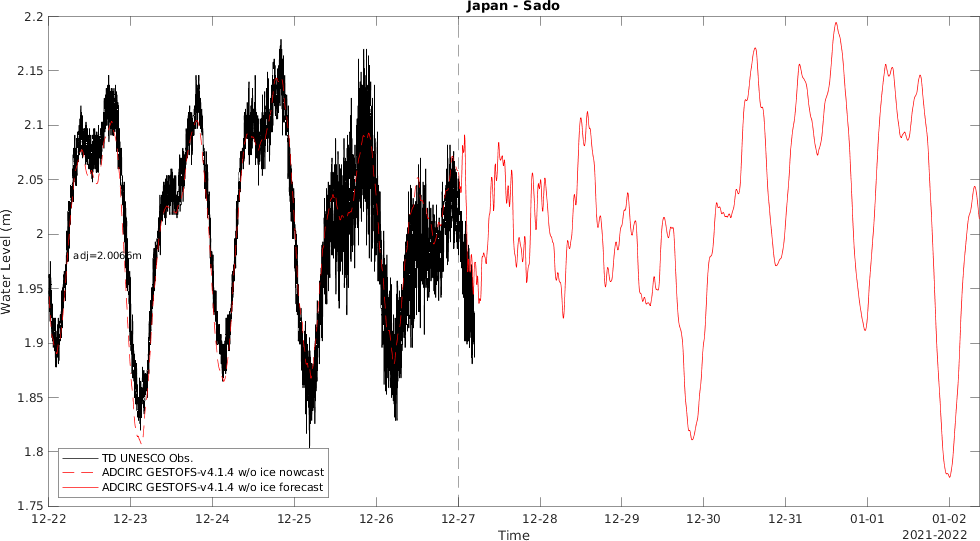 Japan - Sado
2.2
2.15
2.1
2.05
2
1.95
1.9
1.85
1.8
1.75
Water Level (m)
adj=2.0066m
TD UNESCO Obs.
ADCIRC GESTOFS-v4.1.4 w/o ice nowcast
ADCIRC GESTOFS-v4.1.4 w/o ice forecast
12-22 12-23 12-24 12-25 12-26 12-27 12-28 12-29 12-30 12-31 01-01 01-02
Time
2021-2022